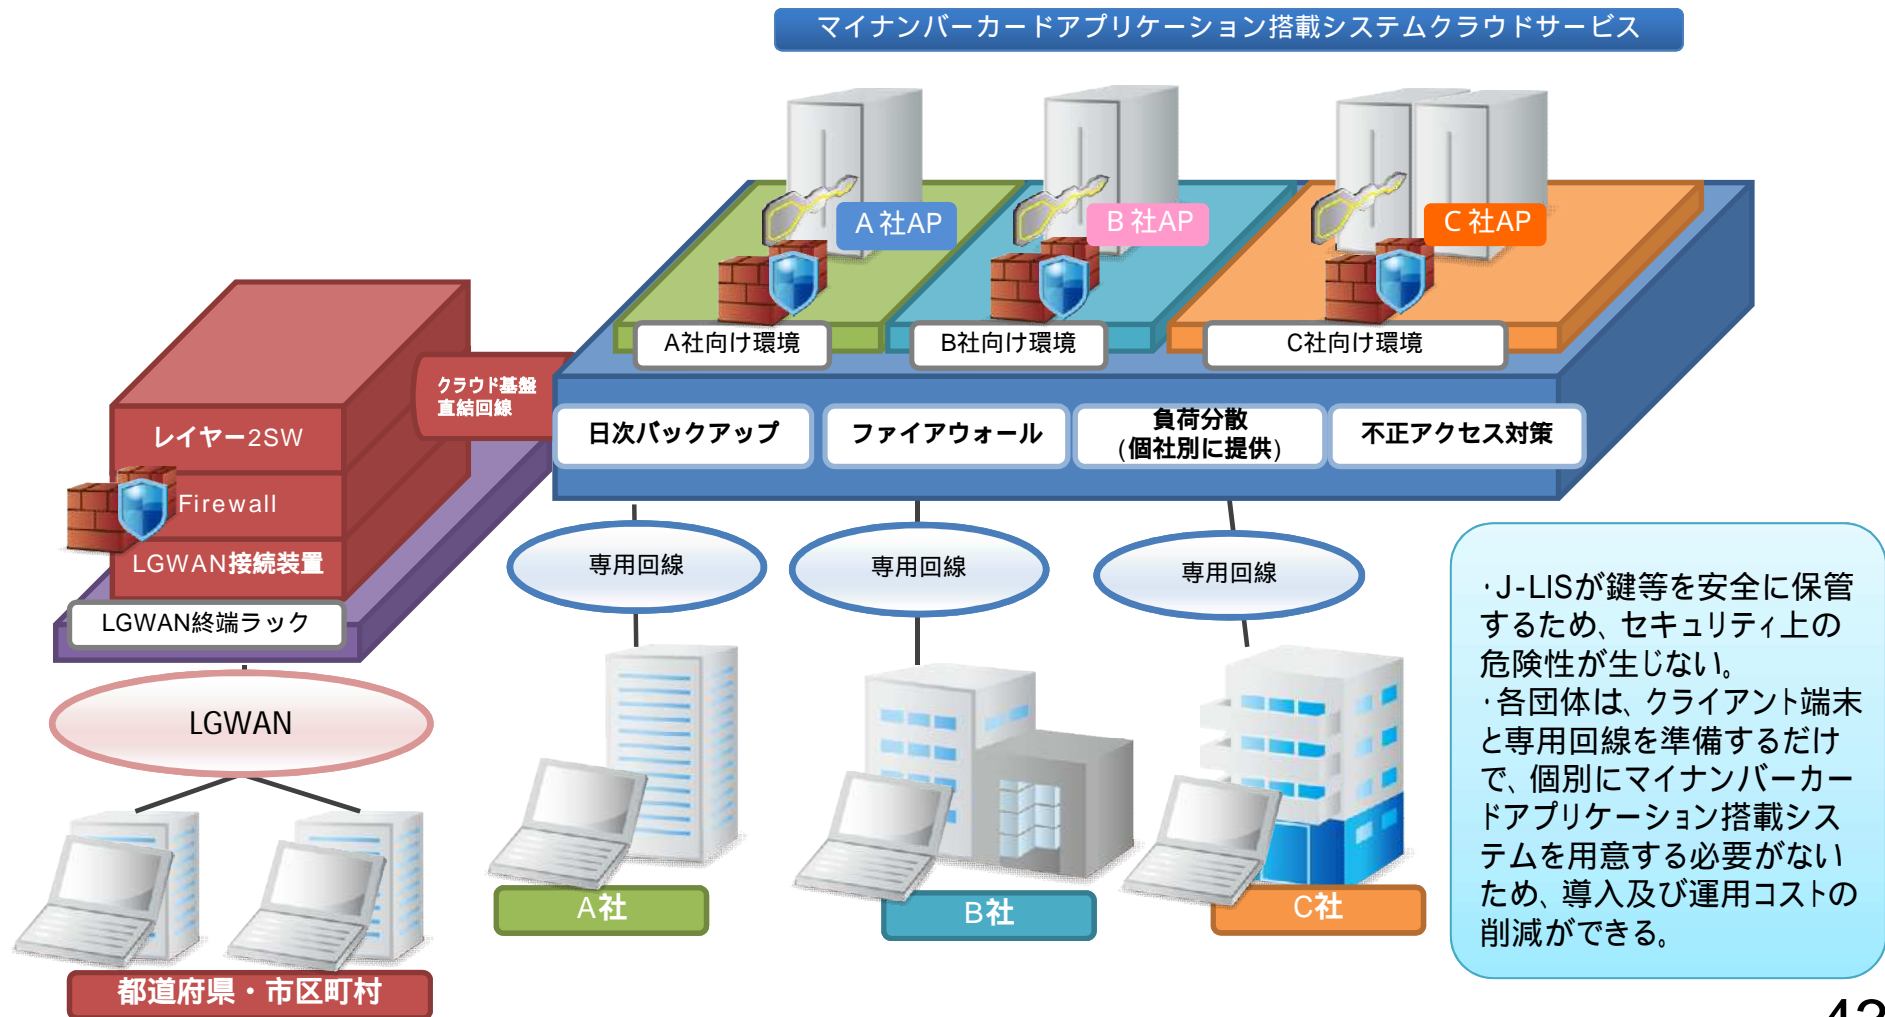 マイナンバーカードアプリケーション搭載システムクラウドサービス
A 社AP
B 社AP
C 社AP
A社向け環境
B社向け環境
C社向け環境
クラウド基盤
直結回線
レイヤー2SW
Firewall
LGWAN接続装置
LGWAN終端ラック
日次バックアップ
ファイアウォール
負荷分散
(個社別に提供)
不正アクセス対策
専用回線
専用回線
専用回線
LGWAN
A社
B社
C社
都道府県・市区町村
・J-LISが鍵等を安全に保管
するため、セキュリティ上の
危険性が生じない。
・各団体は、クライアント端末
と専用回線を準備するだけ
で、個別にマイナンバーカー
ドアプリケーション搭載シス
テムを用意する必要がない
ため、導入及び運用コストの
削減ができる。